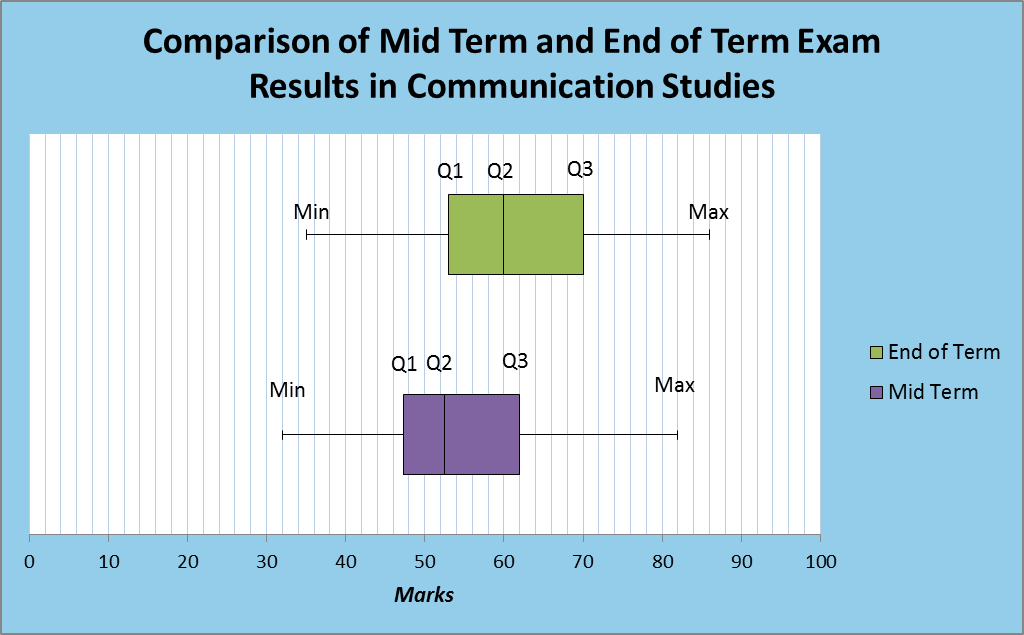 Comparison of Mid Term and End of Term Exam
Results in Communication Studies
Q1 Q2 Q3
Min Max
Q1 Q2 Q3
Min Max
End of Term
Mid Term
0 10 20 30 40 50 60 70 80 90 100
Marks